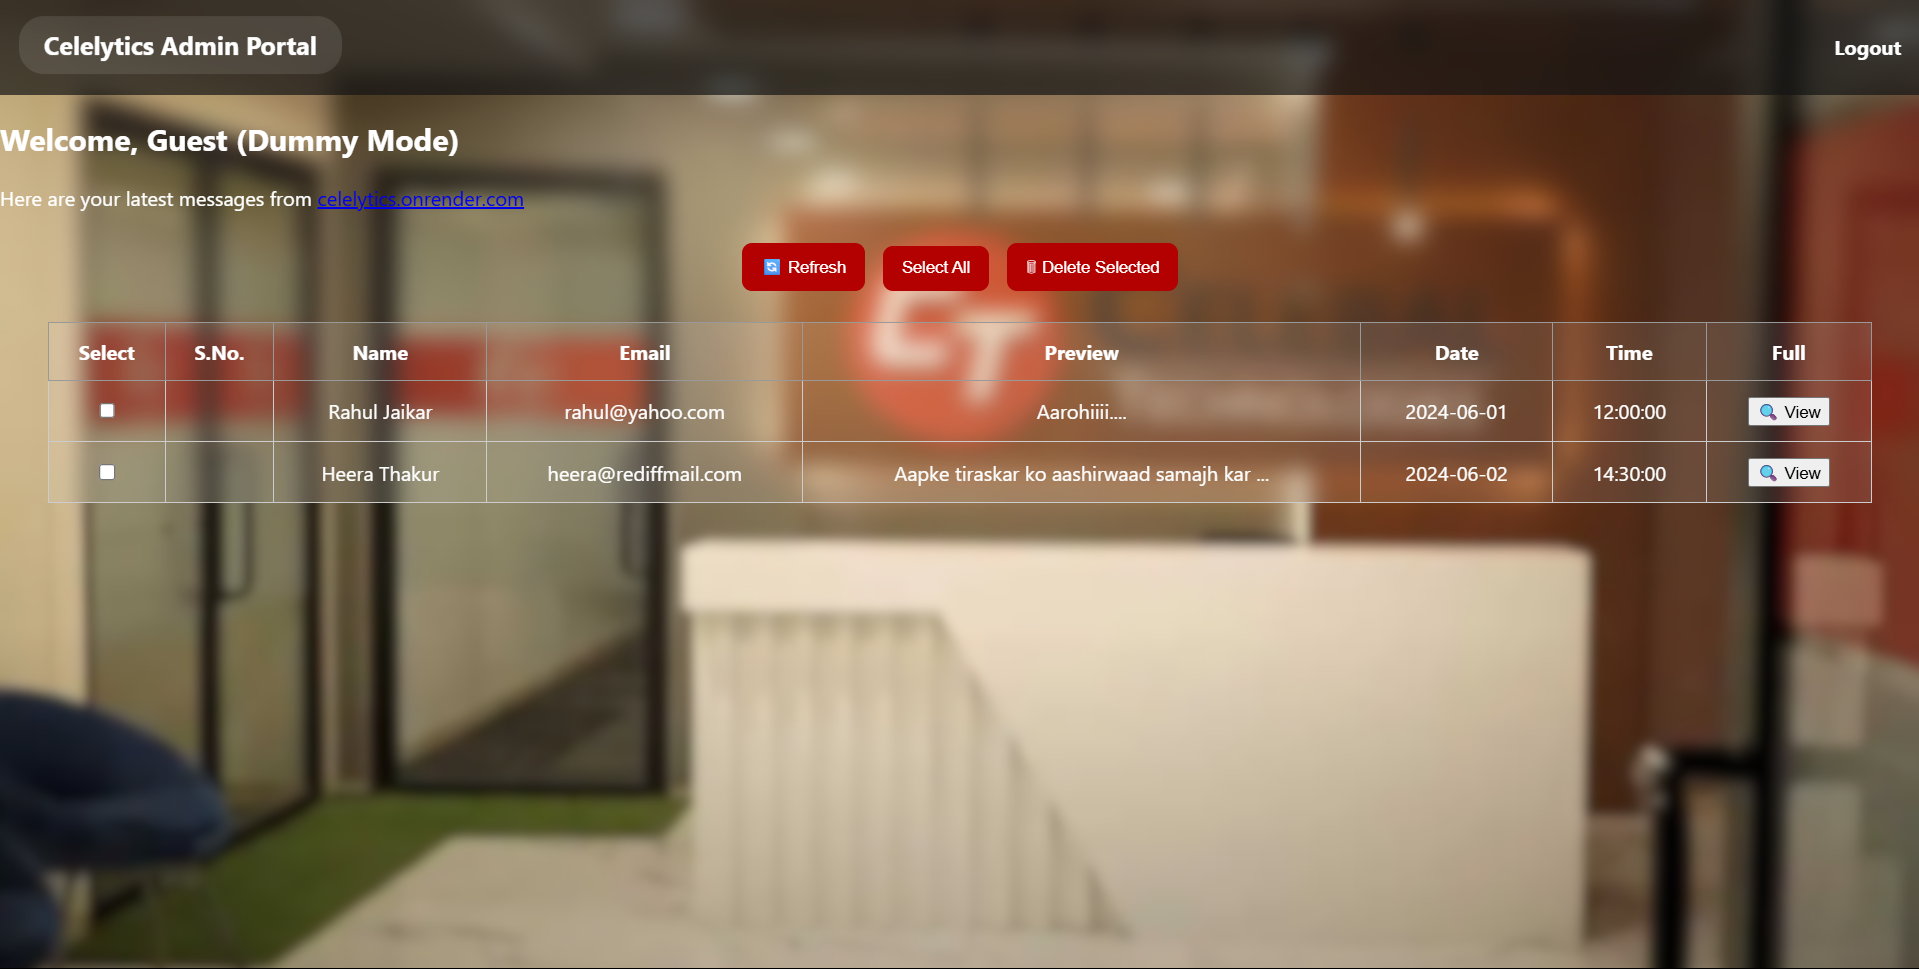 Celelytics Admin Portal
Logout
Welcome, Guest (Dummy Mode)
Here are your latest messages from celelytics.onrender.com
🔄 Refresh Select All 🗑 Delete Selected
Select S.No. Name Email Preview Date Time Full
Rahul Jaikar rahul@yahoo.com Aarohiiii.... 2024-06-01 12:00:00 🔍 View
Heera Thakur heera@rediffmail.com Aapke tiraskar ko aashirwaad samajh kar ... 2024-06-02 14:30:00 🔍 View
CT